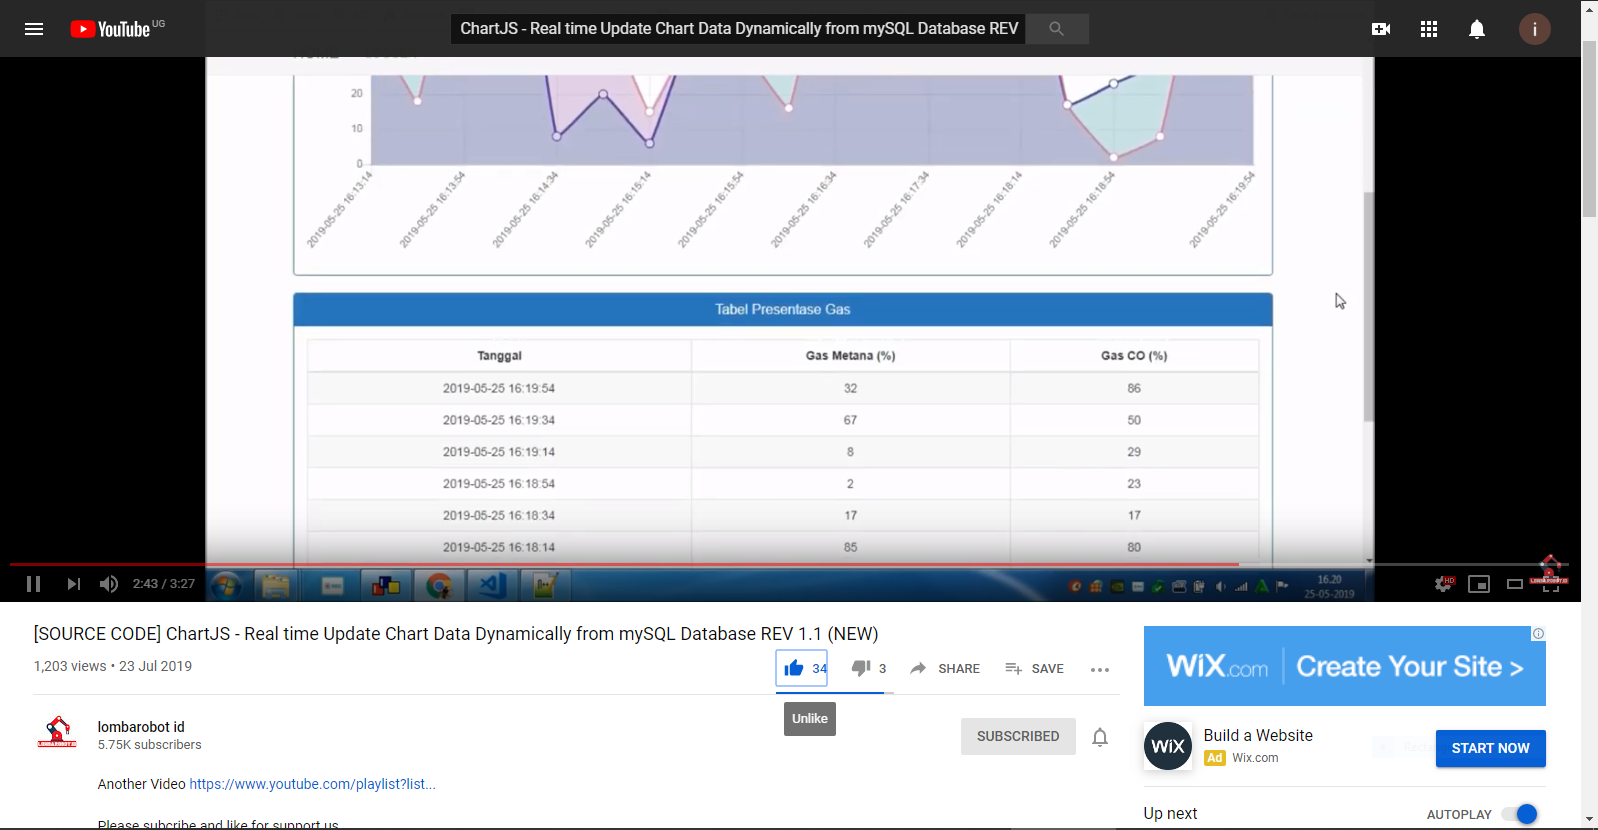 YouTube UG
ChartJS - Real time Update Chart Data Dynamically from mySQL Database REV
i
20
10
0
2019-05-25 16:13:14
2019-05-25 16:13:54
2019-05-25 16:14:34
2019-05-25 16:15:14
2019-05-25 16:15:54
2019-05-25 16:16:34
2019-05-25 16:17:34
2019-05-25 16:18:14
2019-05-25 16:18:54
2019-05-25 16:19:54
Tabel Presentase Gas
Tanggal Gas Metana (%) Gas CO (%)
2019-05-25 16:19:54 32 86
2019-05-25 16:19:34 67 50
2019-05-25 16:19:14 8 29
2019-05-25 16:18:54 2 23
2019-05-25 16:18:34 17 17
2019-05-25 16:18:14 85 80
2:43 / 3:27
16.20
25-05-2019
HD
LOMBAROBOT ID
[SOURCE CODE] ChartJS - Real time Update Chart Data Dynamically from mySQL Database REV 1.1 (NEW)
1,203 views • 23 Jul 2019
34 3 SHARE SAVE
Unlike
LOMBAROBOT ID
lombarobot id
5.75K subscribers
SUBSCRIBED
Another Video https://www.youtube.com/playlist?list...
Please subcribe and like for support us
WiX.com Create Your Site >
WiX
Build a Website
Ad Wix.com
START NOW
Up next
AUTOPLAY